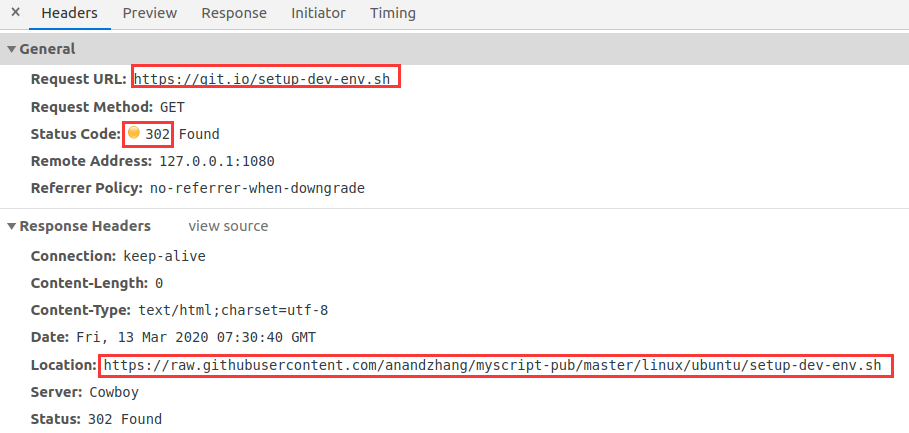 × Headers Preview Response Initiator Timing
▼General
Request URL: https://git.io/setup-dev-env.sh
Request Method: GET
Status Code: 302 Found
Remote Address: 127.0.0.1:1080
Referrer Policy: no-referrer-when-downgrade
▼Response Headers view source
Connection: keep-alive
Content-Length: 0
Content-Type: text/html;charset=utf-8
Date: Fri, 13 Mar 2020 07:30:40 GMT
Location: https://raw.githubusercontent.com/anandzhang/myscript-pub/master/linux/ubuntu/setup-dev-env.sh
Server: Cowboy
Status: 302 Found